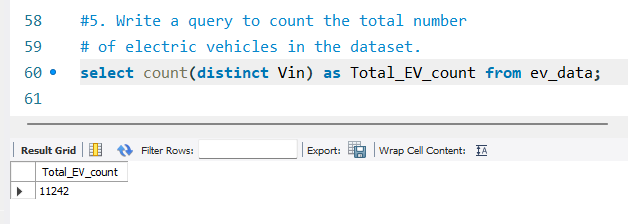 58 #5. Write a query to count the total number
59 # of electric vehicles in the dataset.
60 select count(distinct Vin) as Total_EV_count from ev_data;
61
Result Grid Filter Rows: Export: Wrap Cell Content: IA
Total_EV_count
11242